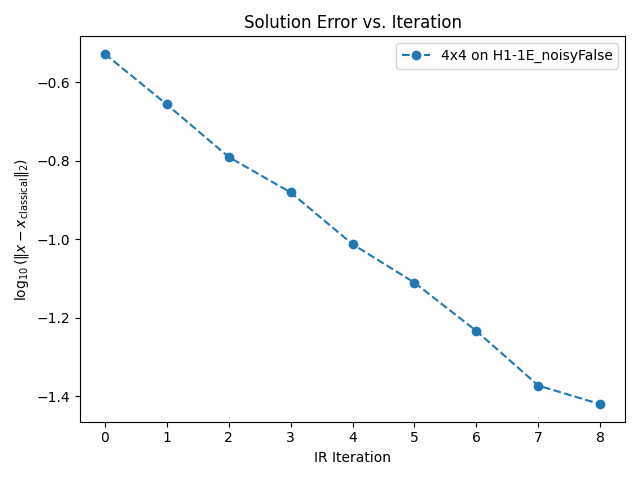 Solution Error vs. Iteration
4x4 on H1-1E_noisyFalse
log₁₀(‖x − x_classical‖₂)
−0.6
−0.8
−1.0
−1.2
−1.4
0 1 2 3 4 5 6 7 8
IR Iteration